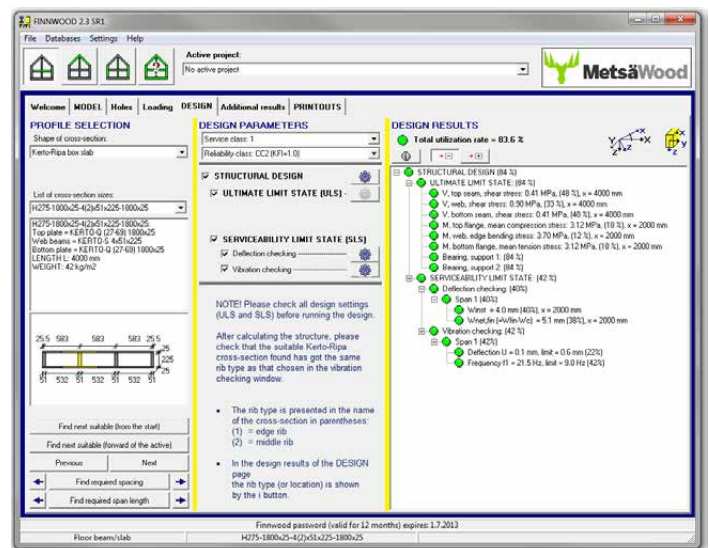 FINNWOOD 2.3 SR1
File Databases Settings Help
Active project:
No active project
MetsäWood
Welcome MODEL Holes Loading DESIGN Additional results PRINTOUTS
PROFILE SELECTION
Shape of cross-section:
Kerto-Ripa box slab
List of cross-section sizes:
H275-1800x25-4(2)x51x225-1800x25
H275-1800x25-4(2)x51x225-1800x25:
Top plate = KERTO-Q (27-69) 1800x25
Web beams = KERTO-S 4x51x225
Bottom plate = KERTO-Q (27-69) 1800x25
LENGTH L: 4000 mm
WEIGHT: 42 kg/m2
25.5 583 583 583 25.5
25
225
25
51 532 51 532 51 532 51
Find next suitable (from the start)
Find next suitable (forward of the active)
Previous Next
Find required spacing
Find required span length
DESIGN PARAMETERS
Service class: 1
Reliability class: CC2 (KFI=1.0)
STRUCTURAL DESIGN
ULTIMATE LIMIT STATE (ULS)
SERVICEABILITY LIMIT STATE (SLS)
Deflection checking
Vibration checking
NOTE! Please check all design settings
(ULS and SLS) before running the design.
After calculating the structure, please
check that the suitable Kerto-Ripa
cross-section found has got the same
rib type as that chosen in the vibration
checking window.
• The rib type is presented in the name
of the cross-section in parentheses:
(1) = edge rib
(2) = middle rib
• In the design results of the DESIGN
page
the rib type (or location) is shown
by the i button.
DESIGN RESULTS
Total utilization rate = 83.6 %
Y X Z X Y Z
STRUCTURAL DESIGN (84 %)
ULTIMATE LIMIT STATE: (84 %)
V, top seam, shear stress: 0.41 MPa, (48 %), x = 4000 mm
V, web, shear stress: 0.90 MPa, (33 %), x = 4000 mm
V, bottom seam, shear stress: 0.41 MPa, (48 %), x = 4000 mm
M, top flange, mean compression stress: 3.12 MPa, (18 %), x = 2000 mm
M, web, edge bending stress: 3.70 MPa, (12 %), x = 2000 mm
M, bottom flange, mean tension stress: 3.12 MPa, (18 %), x = 2000 mm
Bearing, support 1: (84 %)
Bearing, support 2: (84 %)
SERVICEABILITY LIMIT STATE: (42 %)
Deflection checking: (40%)
Span 1 (40%)
Winst = 4.0 mm (40%), x = 2000 mm
Wnet,fin (=Wfin-Wc) = 5.1 mm (38%), x = 2000 mm
Vibration checking: (42 %)
Span 1 (42%)
Deflection U = 0.1 mm, limit = 0.6 mm (22%)
Frequency f1 = 21.5 Hz, limit = 9.0 Hz (42%)
Finnwood password (valid for 12 months) expires: 1.7.2013
Floor beam/slab H275-1800x25-4(2)x51x225-1800x25